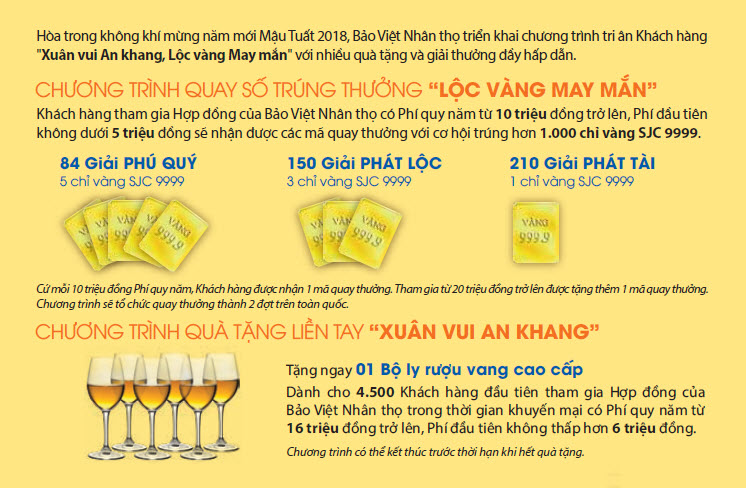 Hòa trong không khí mừng năm mới Mậu Tuất 2018, Bảo Việt Nhân thọ triển khai chương trình tri ân Khách hàng
"Xuân vui An khang, Lộc vàng May mắn" với nhiều quà tặng và giải thưởng đầy hấp dẫn.
CHƯƠNG TRÌNH QUAY SỐ TRÚNG THƯỞNG “LỘC VÀNG MAY MẮN”
Khách hàng tham gia Hợp đồng của Bảo Việt Nhân thọ có Phí quy năm từ 10 triệu đồng trở lên, Phí đầu tiên
không dưới 5 triệu đồng sẽ nhận được các mã quay thưởng với cơ hội trúng hơn 1.000 chỉ vàng SJC 9999.
84 Giải PHÚ QUÝ
5 chỉ vàng SJC 9999
150 Giải PHÁT LỘC
3 chỉ vàng SJC 9999
210 Giải PHÁT TÀI
1 chỉ vàng SJC 9999
VÀNG
999.9
VÀNG
999.9
VÀNG
999.9
Cứ mỗi 10 triệu đồng Phí quy năm, Khách hàng được nhận 1 mã quay thưởng. Tham gia từ 20 triệu đồng trở lên được tặng thêm 1 mã quay thưởng.
Chương trình sẽ tổ chức quay thưởng thành 2 đợt trên toàn quốc.
CHƯƠNG TRÌNH QUÀ TẶNG LIỀN TAY “XUÂN VUI AN KHANG”
Tặng ngay 01 Bộ ly rượu vang cao cấp
Dành cho 4.500 Khách hàng đầu tiên tham gia Hợp đồng của
Bảo Việt Nhân thọ trong thời gian khuyến mại có Phí quy năm từ
16 triệu đồng trở lên, Phí đầu tiên không thấp hơn 6 triệu đồng.
Chương trình có thể kết thúc trước thời hạn khi hết quà tặng.